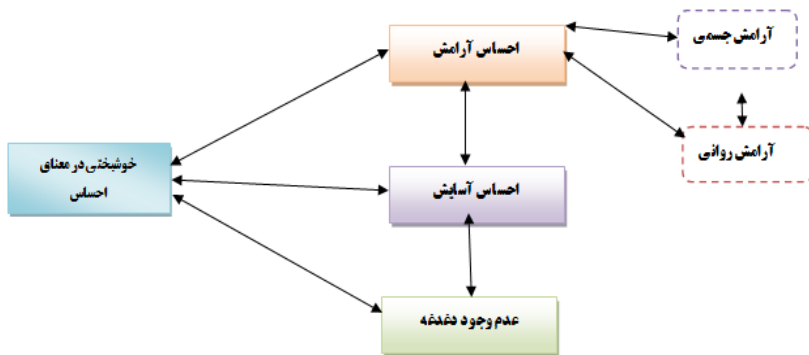 احساس آرامش
آرامش جسمی
آرامش روانی
خوشبختی در معنای
احساس
احساس آسایش
عدم وجود دغدغه